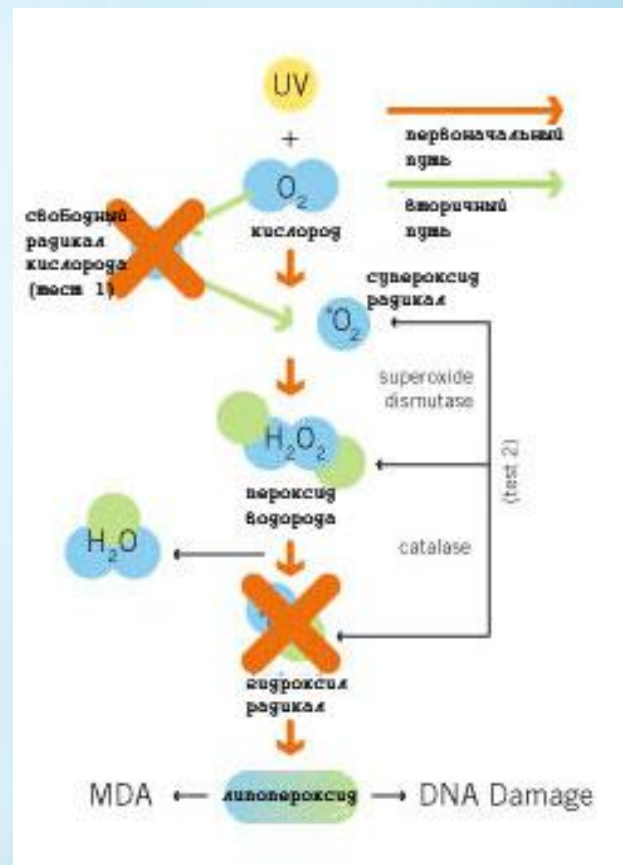 UV
+
первоначальный
путь
O₂
вторичный
путь
свободный
радикал
кислорода
(тест 1)
кислород
супероксид
радикал
•O₂
superoxide
dismutase
H₂O₂
(test 2)
пероксид
водорода
H₂O
catalase
гидроксил
радикал
MDA
липопероксид
DNA Damage